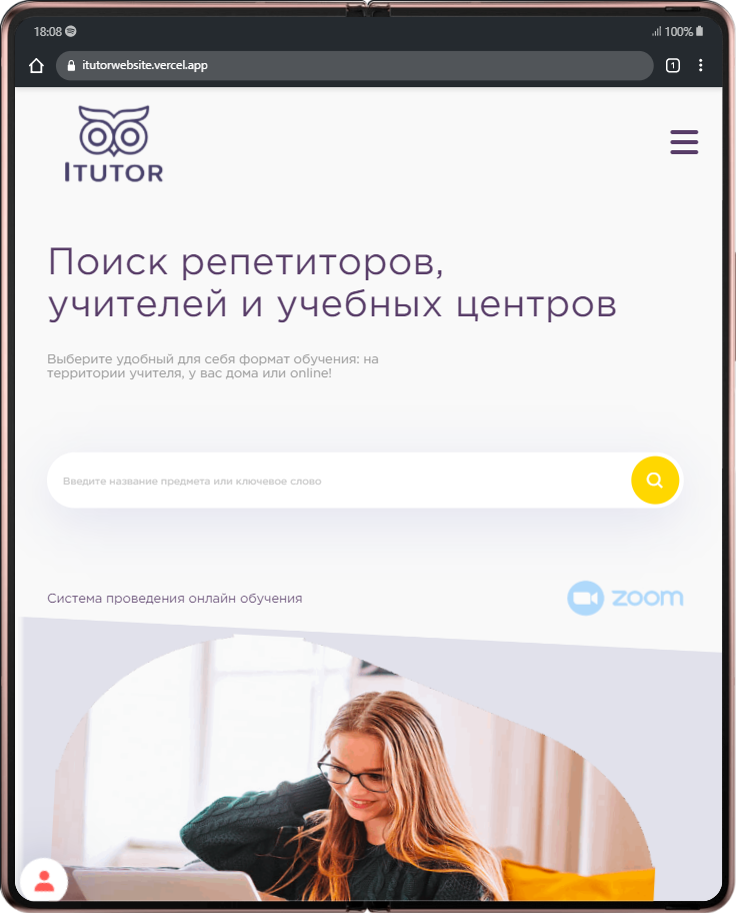 18:08
100%
itutorwebsite.vercel.app
1
ITUTOR
Поиск репетиторов,
учителей и учебных центров
Выберите удобный для себя формат обучения: на
территории учителя, у вас дома или online!
Введите название предмета или ключевое слово
Система проведения онлайн обучения
zoom